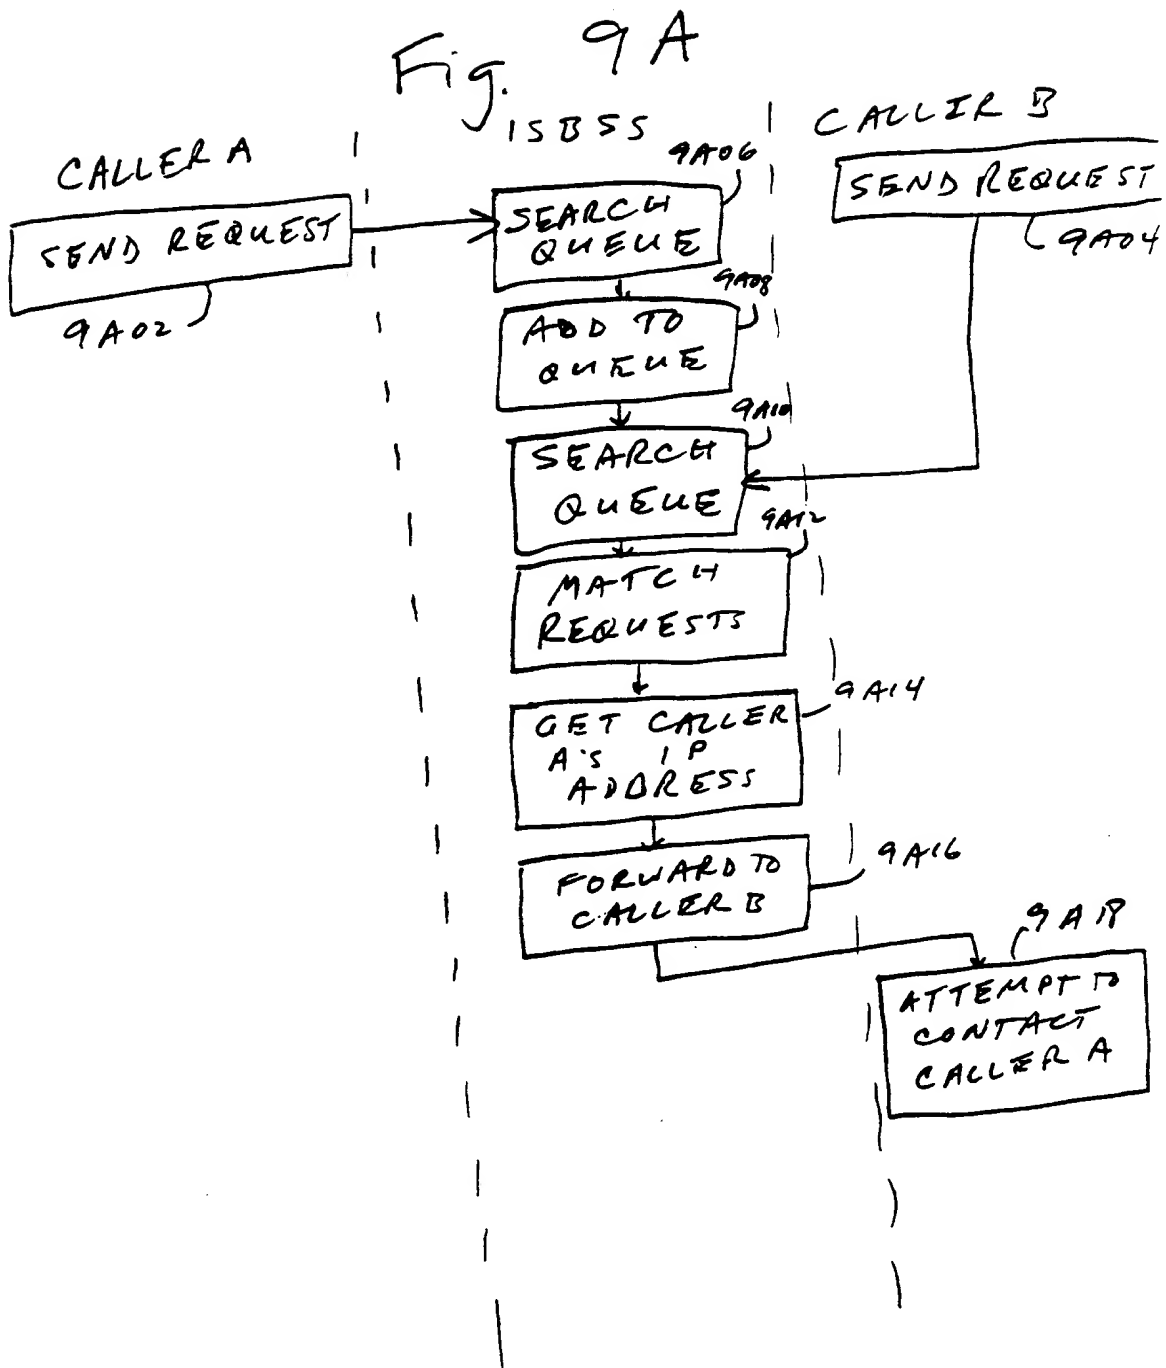 Fig. 9A
CALLER A
ISBSS
CALLER B
SEND REQUEST
9A02
9A06
SEARCH
QUEUE
SEND REQUEST
9A04
9A08
ADD TO
QUEUE
9A10
SEARCH
QUEUE
9A12
MATCH
REQUESTS
9A14
GET CALLER
A's IP
ADDRESS
9A16
FORWARD TO
CALLER B
9A18
ATTEMPT TO
CONTACT
CALLER A